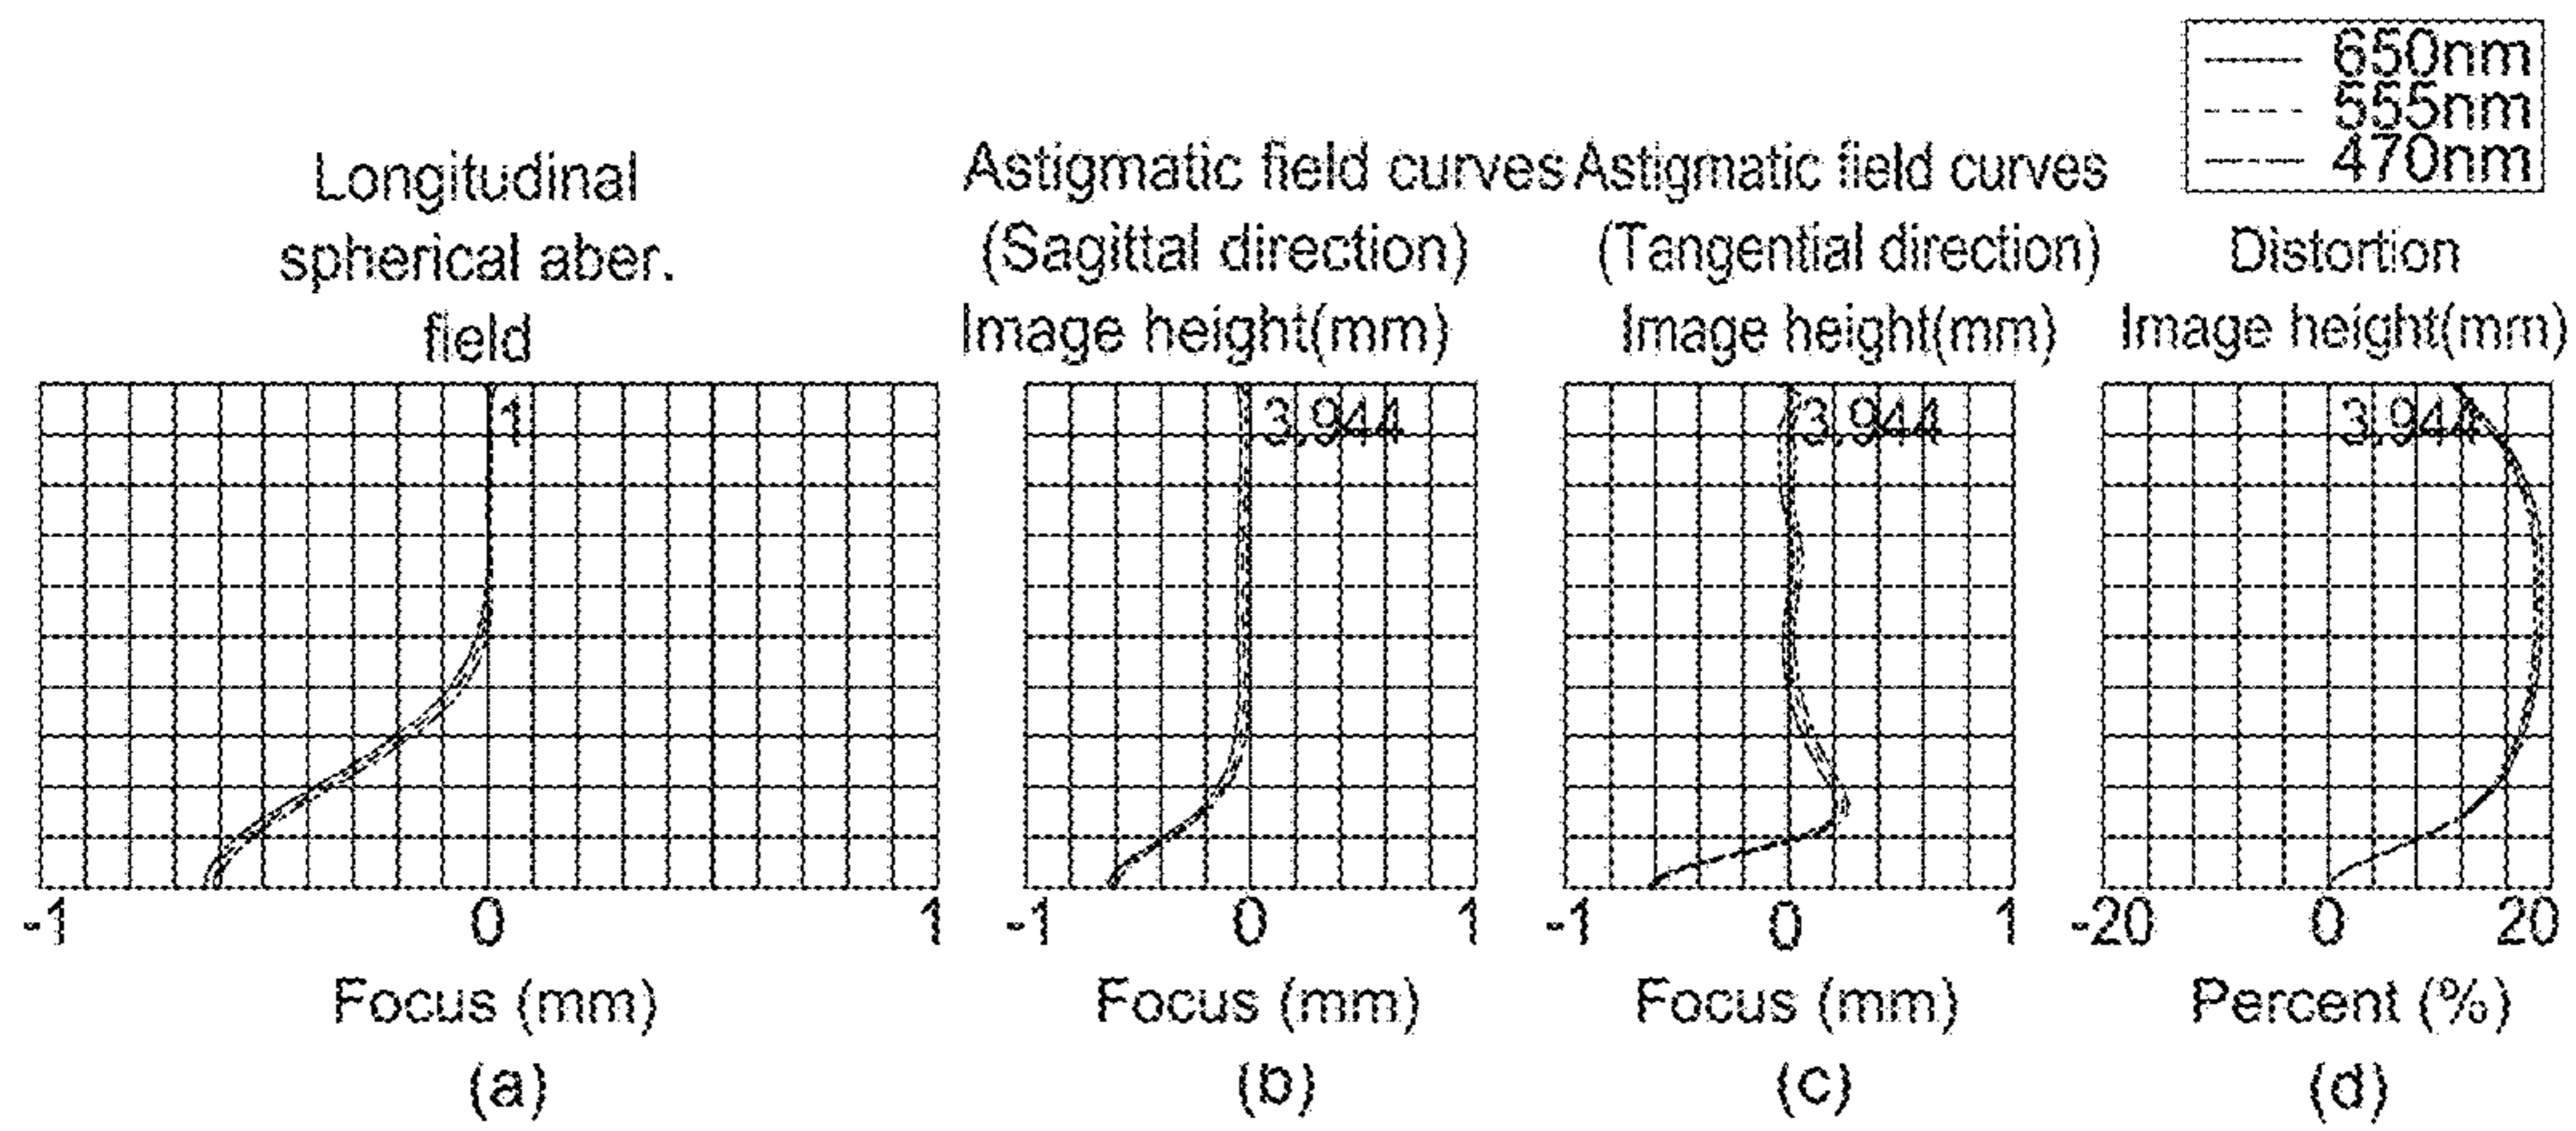 650nm
555nm
470nm
Longitudinal
spherical aber.
field
1
-1 0 1
Focus (mm)
(a)
Astigmatic field curves
(Sagittal direction)
Image height(mm)
3.944
-1 0 1
Focus (mm)
(b)
Astigmatic field curves
(Tangential direction)
Image height(mm)
3.944
-1 0 1
Focus (mm)
(c)
Distortion
Image height(mm)
3.944
-20 0 20
Percent (%)
(d)